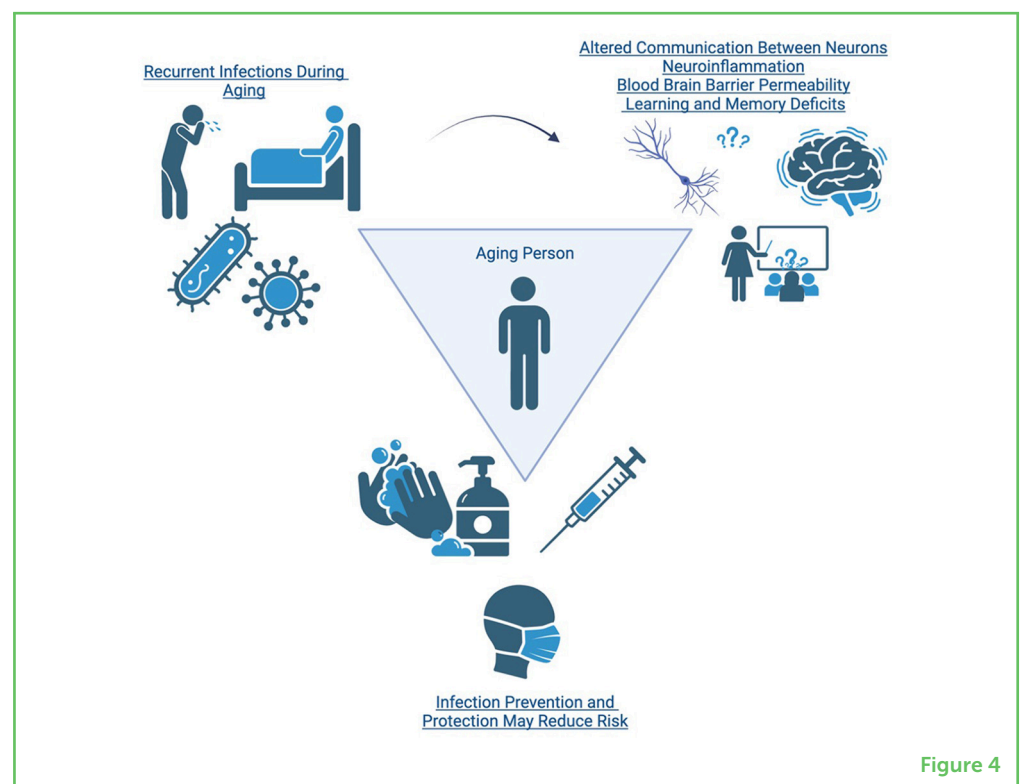 Recurrent Infections During
Aging
Altered Communication Between Neurons
Neuroinflammation
Blood Brain Barrier Permeability
Learning and Memory Deficits
???
Aging Person
????
Infection Prevention and
Protection May Reduce Risk
Figure 4